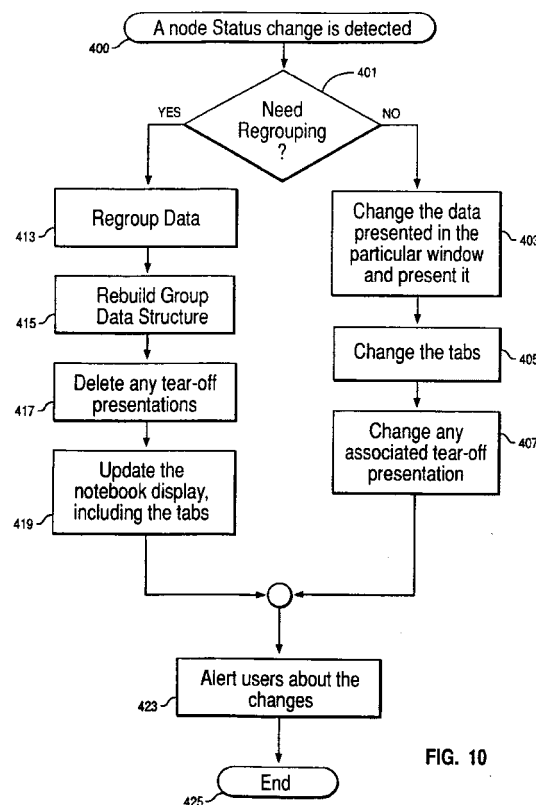 A node Status change is detected
400
401
Need
Regrouping
?
YES
NO
Regroup Data
413
Rebuild Group
Data Structure
415
Delete any tear-off
presentations
417
Update the
notebook display,
including the tabs
419
Change the data
presented in the
particular window
and present it
403
Change the tabs
405
Change any
associated tear-off
presentation
407
Alert users about the
changes
423
End
425
FIG. 10